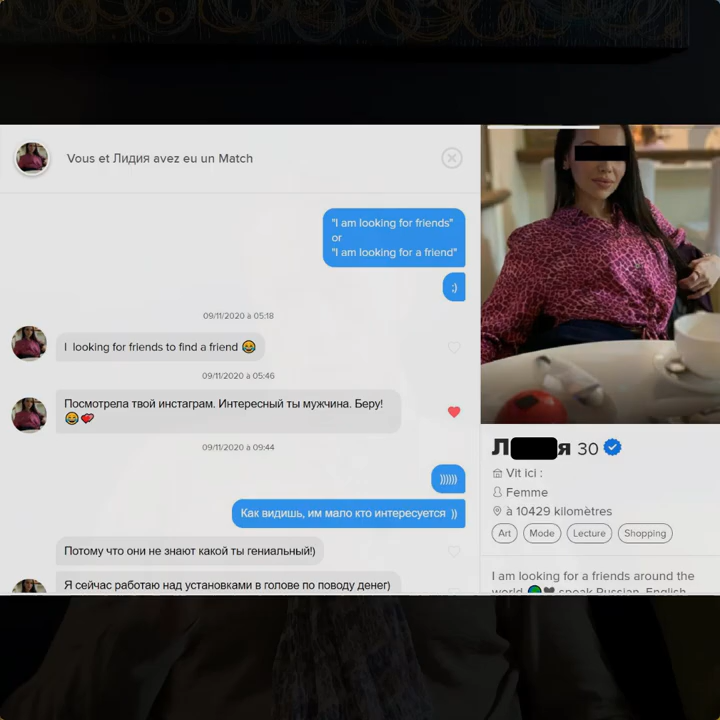 Vous et Лидия avez eu un Match
"I am looking for friends"
or
"I am looking for a friend"
;)
09/11/2020 à 05:18
I looking for friends to find a friend 😂
09/11/2020 à 05:46
Посмотрела твой инстаграм. Интересный ты мужчина. Беру!
😂💕
09/11/2020 à 09:44
))))))
Как видишь, им мало кто интересуется ))
Потому что они не знают какой ты гениальный!)
Я сейчас работаю над установками в голове по поводу денег)
Л я 30
Vit ici :
Femme
à 10429 kilomètres
Art Mode Lecture Shopping
I am looking for a friends around the
world speak Russian, English